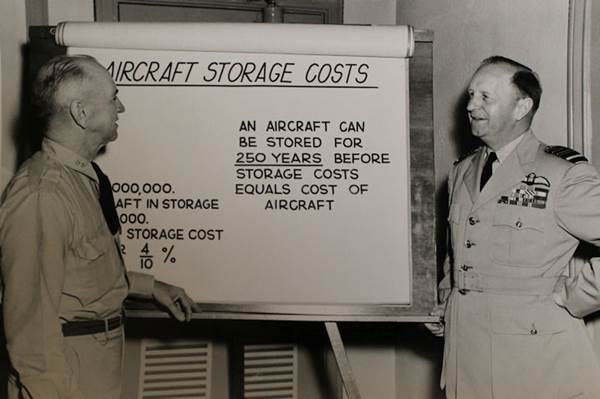 AIRCRAFT STORAGE COSTS
AN AIRCRAFT CAN
BE STORED FOR
250 YEARS BEFORE
STORAGE COSTS
EQUALS COST OF
AIRCRAFT
000,000.
AFT IN STORAGE
000.
STORAGE COST
R 4/10 %